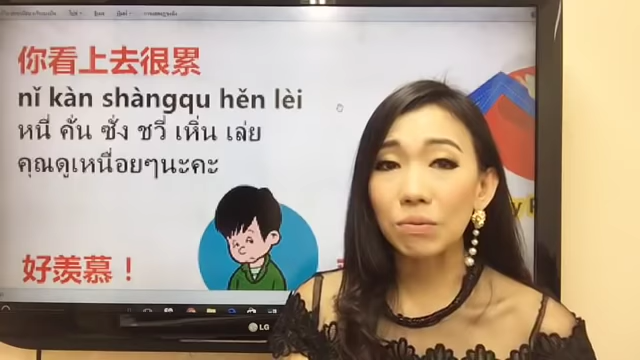 你看上去很累
nǐ kàn shàngqu hěn lèi
หนี่ คั่น ซั่ง ชวี่ เหิ่น เล่ย
คุณดูเหนื่อยๆนะคะ
好羡慕！
LG